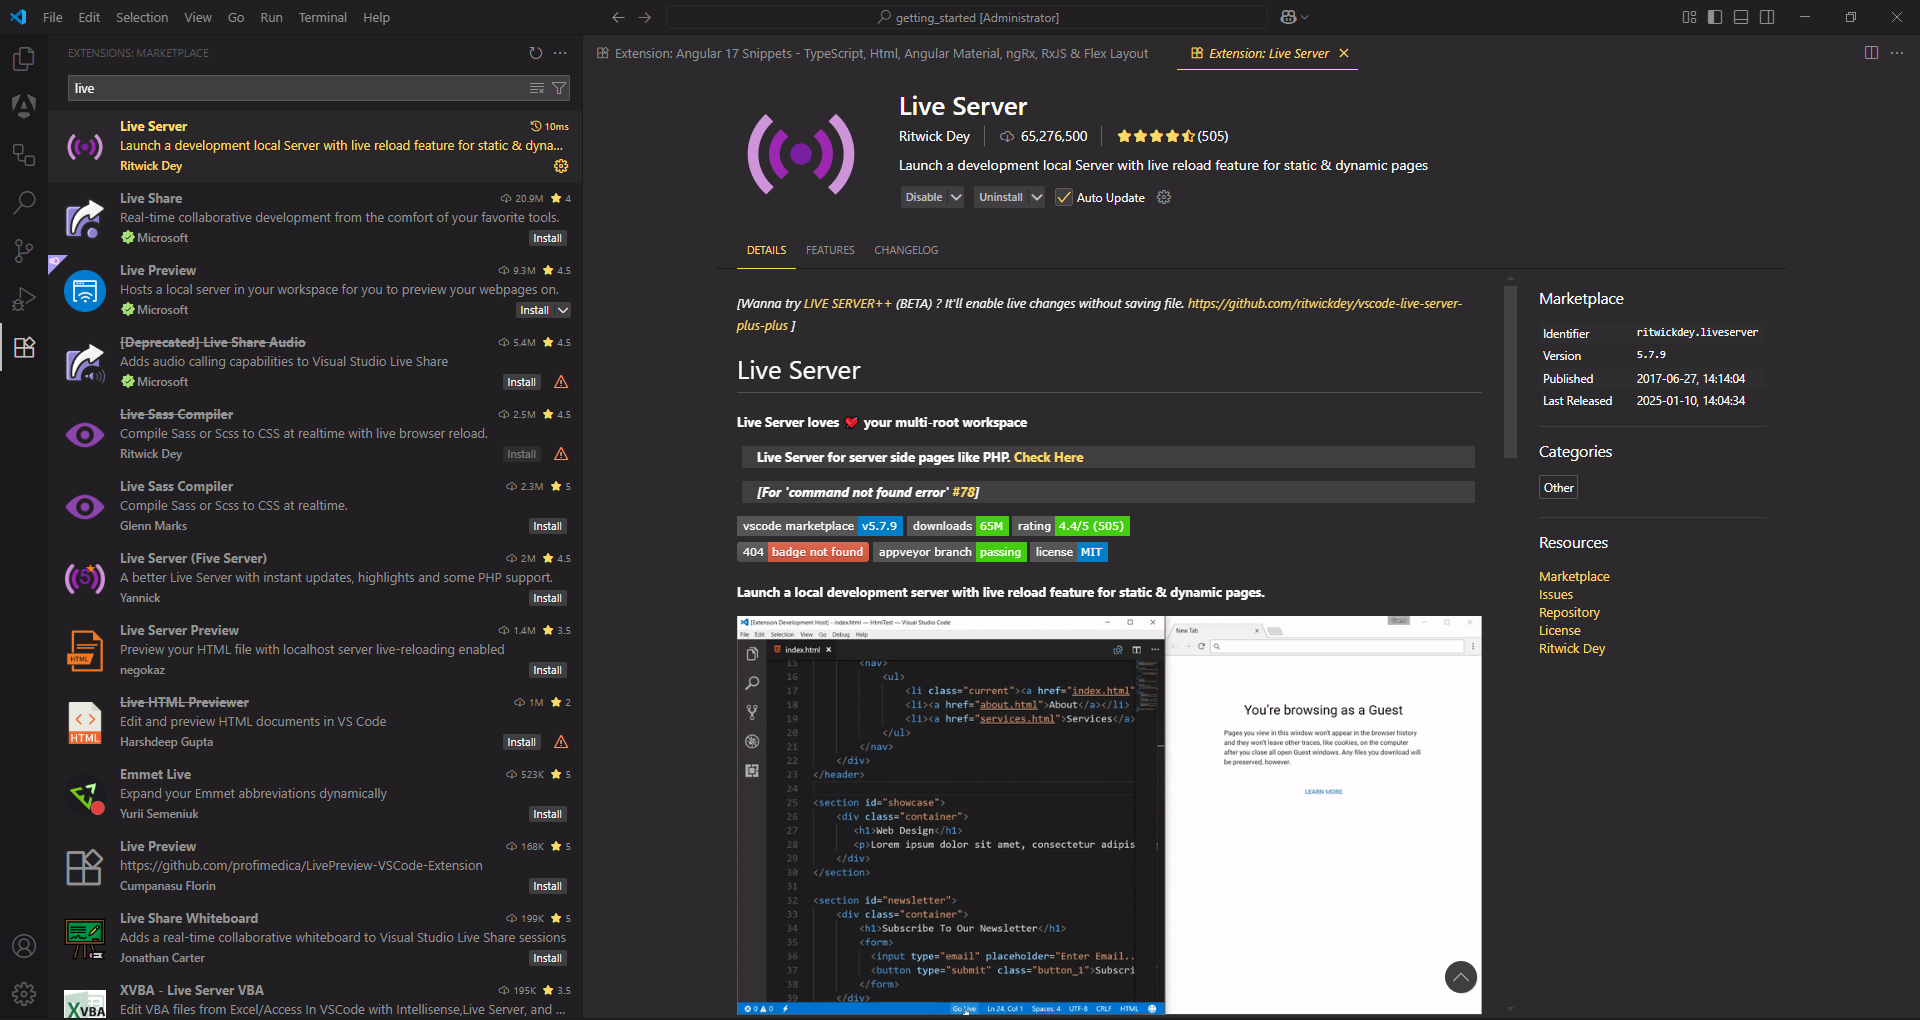 File Edit Selection View Go Run Terminal Help
getting_started [Administrator]
EXTENSIONS: MARKETPLACE
live
Live Server
10ms
Launch a development local Server with live reload feature for static & dyna...
Ritwick Dey
Live Share
20.9M 4
Real-time collaborative development from the comfort of your favorite tools.
Microsoft
Install
Live Preview
9.3M 4.5
Hosts a local server in your workspace for you to preview your webpages on.
Microsoft
Install
[Deprecated] Live Share Audio
5.4M 4.5
Adds audio calling capabilities to Visual Studio Live Share
Microsoft
Install
Live Sass Compiler
2.5M 4.5
Compile Sass or Scss to CSS at realtime with live browser reload.
Ritwick Dey
Install
Live Sass Compiler
2.3M 5
Compile Sass or Scss to CSS at realtime.
Glenn Marks
Install
5
Live Server (Five Server)
2M 4.5
A better Live Server with instant updates, highlights and some PHP support.
Yannick
Install
HTML
Live Server Preview
1.4M 3.5
Preview your HTML file with localhost server live-reloading enabled
negokaz
Install
HTML
Live HTML Previewer
1M 2
Edit and preview HTML documents in VS Code
Harshdeep Gupta
Install
Emmet Live
523K 5
Expand your Emmet abbreviations dynamically
Yurii Semeniuk
Install
Live Preview
168K 5
https://github.com/profimedica/LivePreview-VSCode-Extension
Cumpanasu Florin
Install
Live Share Whiteboard
199K 5
Adds a real-time collaborative whiteboard to Visual Studio Live Share sessions
Jonathan Carter
Install
XVBA
XVBA - Live Server VBA
195K 3.5
Edit VBA files from Excel/Access In VSCode with Intellisense,Live Server, and ...
Extension: Angular 17 Snippets - TypeScript, Html, Angular Material, ngRx, RxJS & Flex Layout
Extension: Live Server
Live Server
Ritwick Dey 65,276,500 (505)
Launch a development local Server with live reload feature for static & dynamic pages
Disable Uninstall Auto Update
DETAILS FEATURES CHANGELOG
[Wanna try LIVE SERVER++ (BETA) ? It'll enable live changes without saving file. https://github.com/ritwickdey/vscode-live-server-
plus-plus ]
Live Server
Live Server loves ❤️ your multi-root workspace
Live Server for server side pages like PHP. Check Here
[For 'command not found error' #78]
vscode marketplace v5.7.9 downloads 65M rating 4.4/5 (505)
404 badge not found appveyor branch passing license MIT
Launch a local development server with live reload feature for static & dynamic pages.
[Extension Development Host] - index.html — HtmlTest — Visual Studio Code
File Edit Selection View Go Debug Help
index.html
15 <nav>
16 <ul>
17 <li class="current"><a href="index.html"
18 <li><a href="about.html">About</a></li>
19 <li><a href="services.html">Services</a>
20 </ul>
21 </nav>
22 </div>
23 </header>
24
25 <section id="showcase">
26 <div class="container">
27 <h1>Web Design</h1>
28 <p>Lorem ipsum dolor sit amet, consectetur adipis
29 </div>
30 </section>
31
32 <section id="newsletter">
33 <div class="container">
34 <h1>Subscribe To Our Newsletter</h1>
35 <form>
36 <input type="email" placeholder="Enter Email..
37 <button type="submit" class="button_1">Subscri
38 </form>
39 </div>
0 0 Go Live Ln 24, Col 1 Spaces: 4 UTF-8 CRLF HTML
New Tab
You're browsing as a Guest
Pages you view in this window won't appear in the browser history
and they won't leave other traces, like cookies, on the computer
after you close all open Guest windows. Any files you download will
be preserved, however.
LEARN MORE
Marketplace
Identifier ritwickdey.liveserver
Version 5.7.9
Published 2017-06-27, 14:14:04
Last Released 2025-01-10, 14:04:34
Categories
Other
Resources
Marketplace
Issues
Repository
License
Ritwick Dey